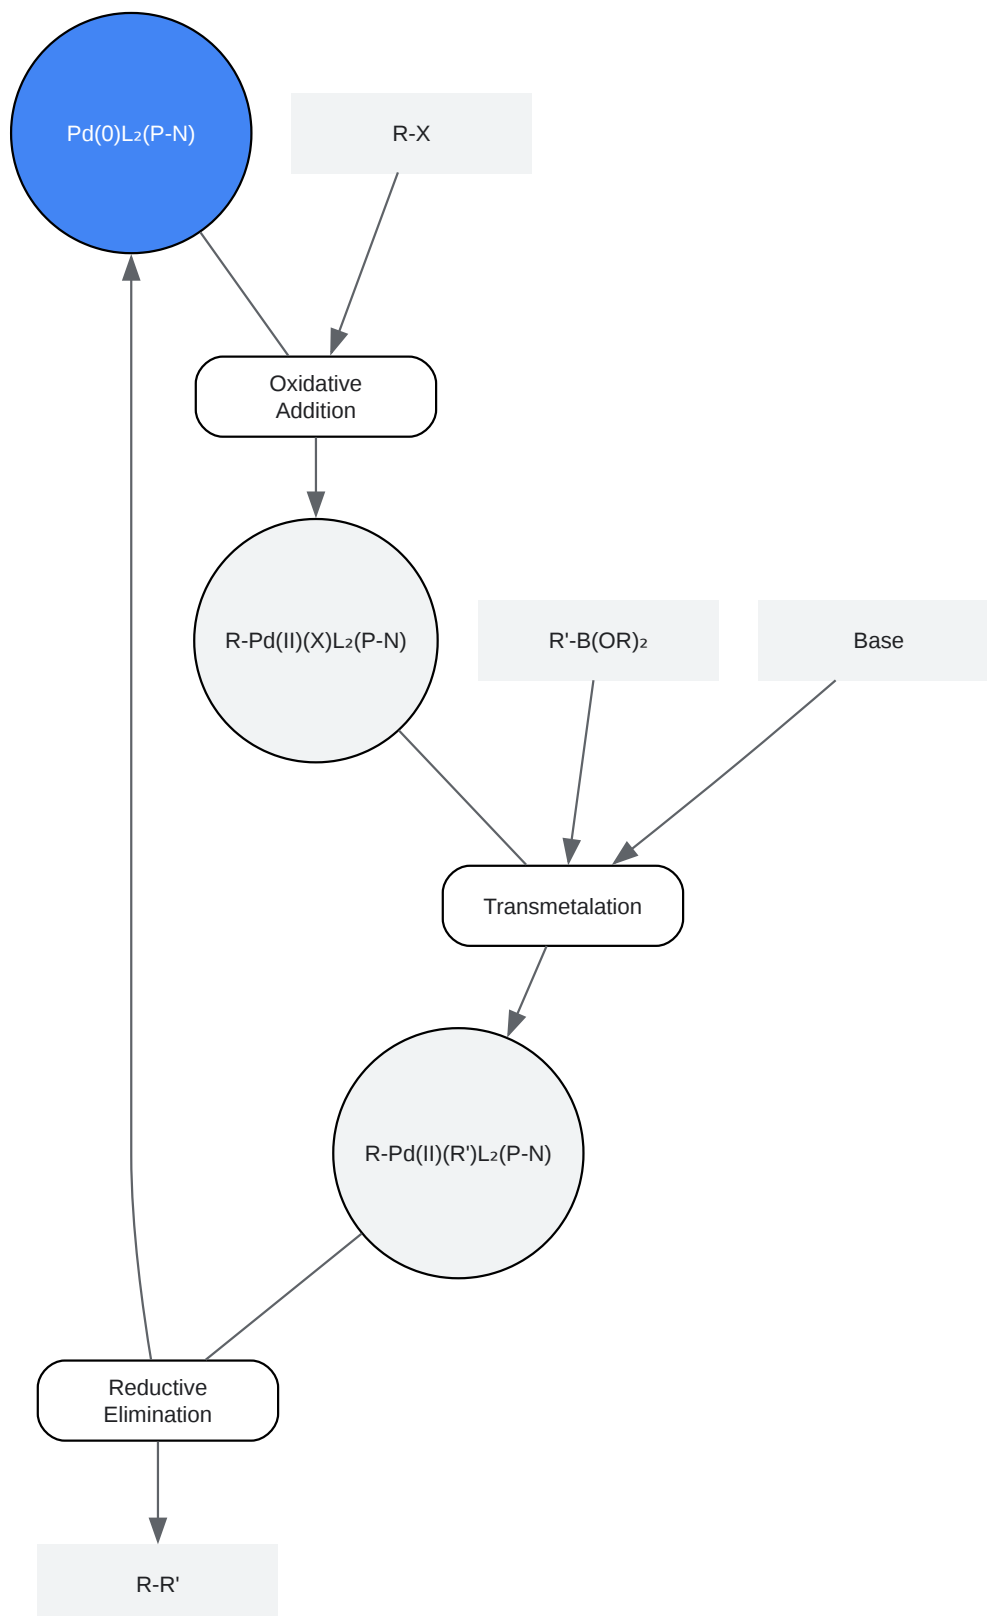 Pd(0)L₂(P-N)
R-X
Oxidative
Addition
R-Pd(II)(X)L₂(P-N)
R'-B(OR)₂
Base
Transmetalation
R-Pd(II)(R')L₂(P-N)
Reductive
Elimination
R-R'